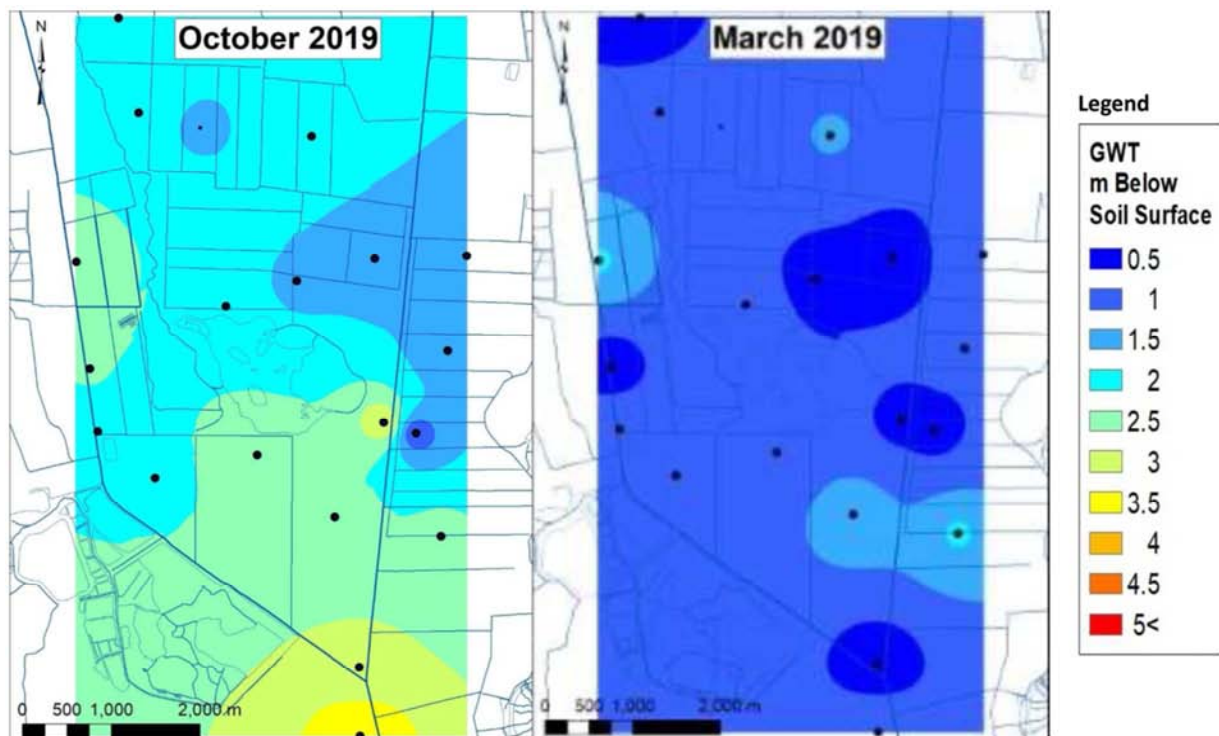 October 2019
March 2019
N
N
Legend
GWT
m Below
Soil Surface
0.5
1
1.5
2
2.5
3
3.5
4
4.5
5<
0 500 1,000 2,000 m
0 500 1,000 2,000 m